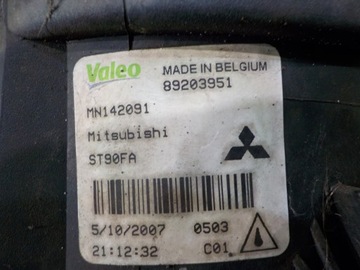 Valeo MADE IN BELGIUM
89203951
MN142091
Mitsubishi
ST90FA
5/10/2007 0503
21:12:32 C01